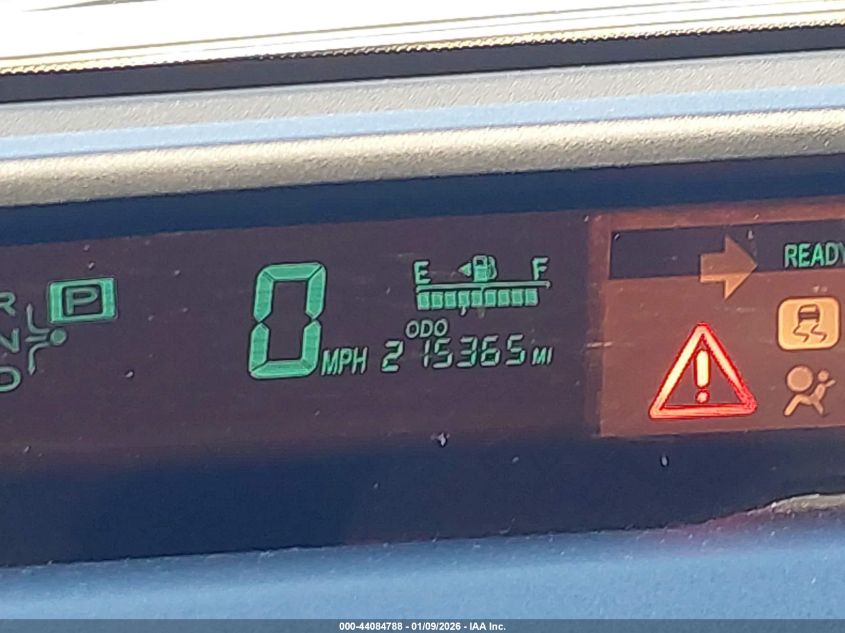 E F
READY
R
P
N
D
ODO
0 MPH 215365 MI
000-44084788 - 01/09/2026 - IAA Inc.